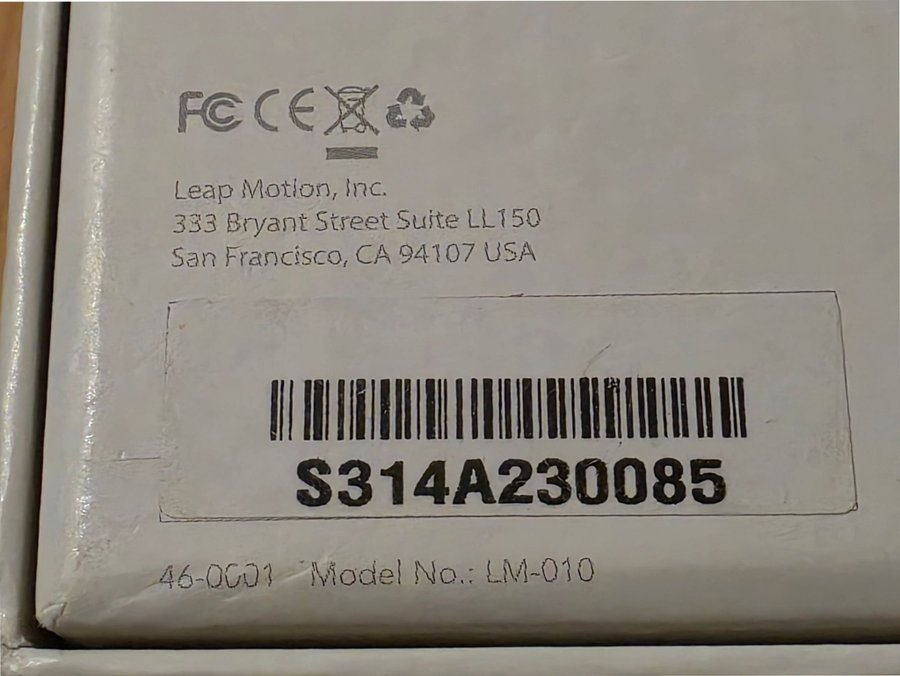 FC CE
Leap Motion, Inc.
333 Bryant Street Suite LL150
San Francisco, CA 94107 USA
S314A230085
46-0001 Model No.: LM-010